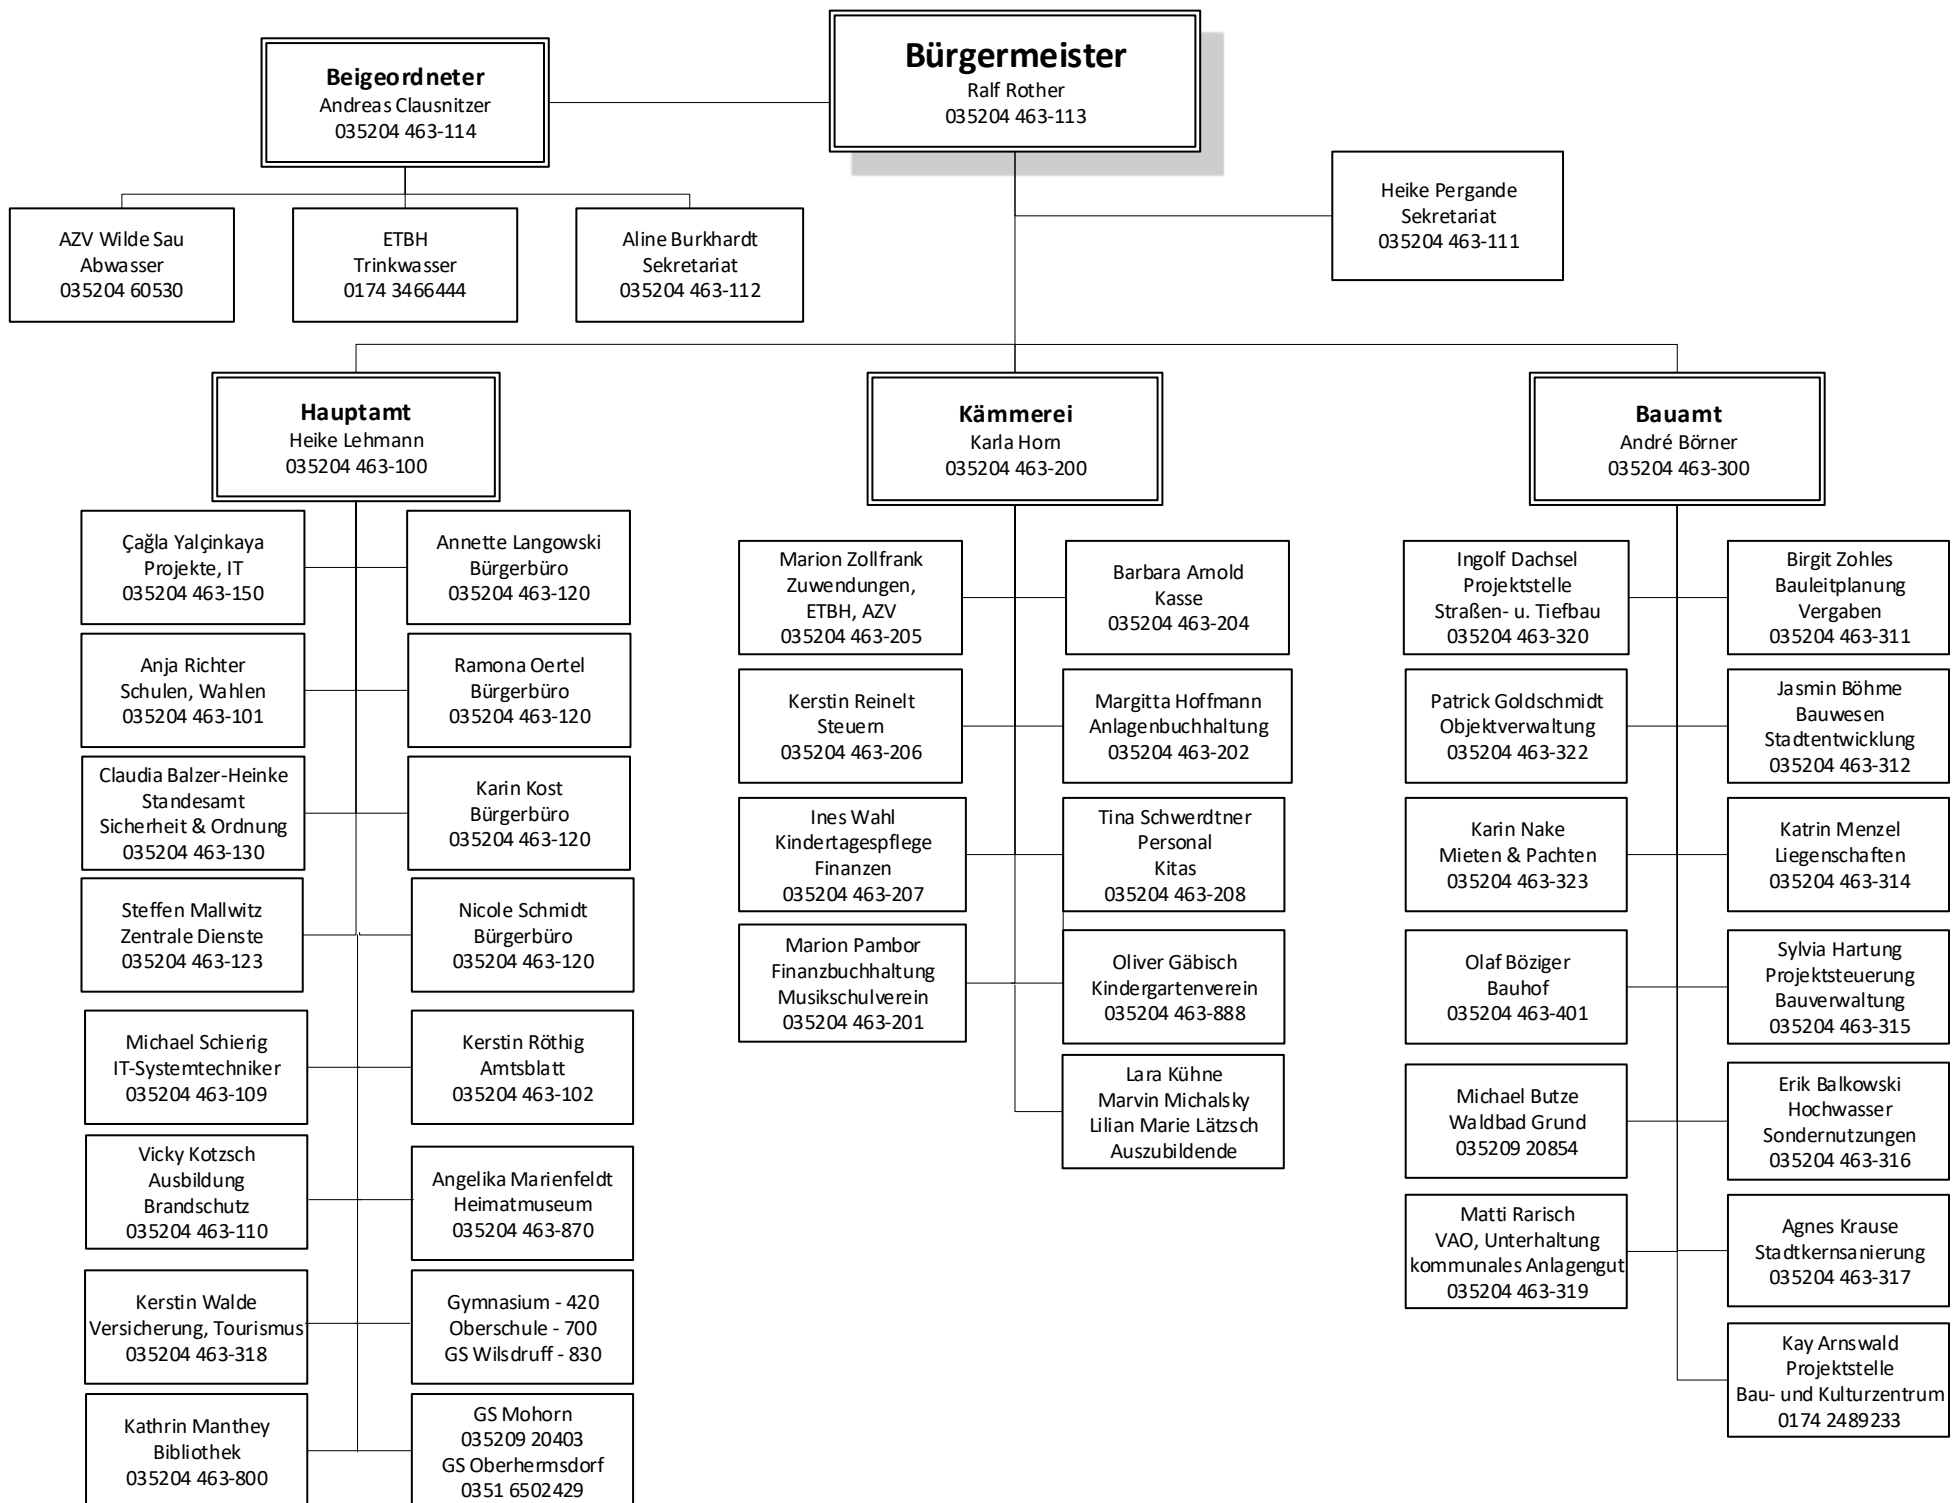 Bürgermeister
Ralf Rother
035204 463-113
Beigeordneter
Andreas Clausnitzer
035204 463-114
Heike Pergande
Sekretariat
035204 463-111
AZV Wilde Sau
Abwasser
035204 60530
ETBH
Trinkwasser
0174 3466444
Aline Burkhardt
Sekretariat
035204 463-112
Hauptamt
Heike Lehmann
035204 463-100
Çağla Yalçinkaya
Projekte, IT
035204 463-150
Annette Langowski
Bürgerbüro
035204 463-120
Anja Richter
Schulen, Wahlen
035204 463-101
Ramona Oertel
Bürgerbüro
035204 463-120
Claudia Balzer-Heinke
Standesamt
Sicherheit & Ordnung
035204 463-130
Karin Kost
Bürgerbüro
035204 463-120
Steffen Mallwitz
Zentrale Dienste
035204 463-123
Nicole Schmidt
Bürgerbüro
035204 463-120
Michael Schierig
IT-Systemtechniker
035204 463-109
Kerstin Röthig
Amtsblatt
035204 463-102
Vicky Kotzsch
Ausbildung
Brandschutz
035204 463-110
Angelika Marienfeldt
Heimatmuseum
035204 463-870
Kerstin Walde
Versicherung, Tourismus
035204 463-318
Gymnasium - 420
Oberschule - 700
GS Wilsdruff - 830
Kathrin Manthey
Bibliothek
035204 463-800
GS Mohorn
035209 20403
GS Oberhermsdorf
0351 6502429
Kämmerei
Karla Horn
035204 463-200
Marion Zollfrank
Zuwendungen,
ETBH, AZV
035204 463-205
Barbara Arnold
Kasse
035204 463-204
Kerstin Reinelt
Steuern
035204 463-206
Margitta Hoffmann
Anlagenbuchhaltung
035204 463-202
Ines Wahl
Kindertagespflege
Finanzen
035204 463-207
Tina Schwerdtner
Personal
Kitas
035204 463-208
Marion Pambor
Finanzbuchhaltung
Musikschulverein
035204 463-201
Oliver Gäbisch
Kindergartenverein
035204 463-888
Lara Kühne
Marvin Michalsky
Lilian Marie Lätzsch
Auszubildende
Bauamt
André Börner
035204 463-300
Ingolf Dachsel
Projektstelle
Straßen- u. Tiefbau
035204 463-320
Birgit Zohles
Bauleitplanung
Vergaben
035204 463-311
Patrick Goldschmidt
Objektverwaltung
035204 463-322
Jasmin Böhme
Bauwesen
Stadtentwicklung
035204 463-312
Karin Nake
Mieten & Pachten
035204 463-323
Katrin Menzel
Liegenschaften
035204 463-314
Olaf Böziger
Bauhof
035204 463-401
Sylvia Hartung
Projektsteuerung
Bauverwaltung
035204 463-315
Michael Butze
Waldbad Grund
035209 20854
Erik Balkowski
Hochwasser
Sondernutzungen
035204 463-316
Matti Rarisch
VAO, Unterhaltung
kommunales Anlagengut
035204 463-319
Agnes Krause
Stadtkernsanierung
035204 463-317
Kay Arnswald
Projektstelle
Bau- und Kulturzentrum
0174 2489233